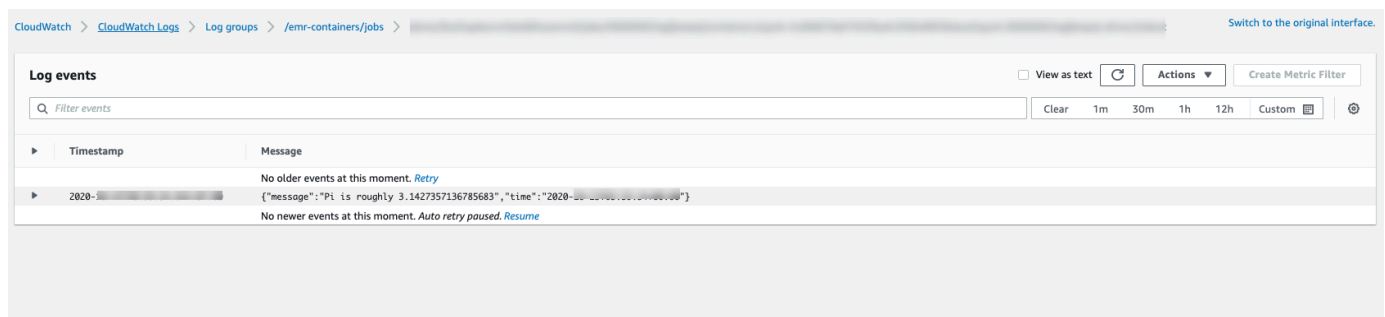 CloudWatch > CloudWatch Logs > Log groups > /emr-containers/jobs >
Switch to the original interface.
Log events
View as text
Actions ▼
Create Metric Filter
Filter events
Clear 1m 30m 1h 12h Custom
Timestamp Message
No older events at this moment. Retry
2020- {"message":"Pi is roughly 3.1427357136785683","time":"2020- "}
No newer events at this moment. Auto retry paused. Resume